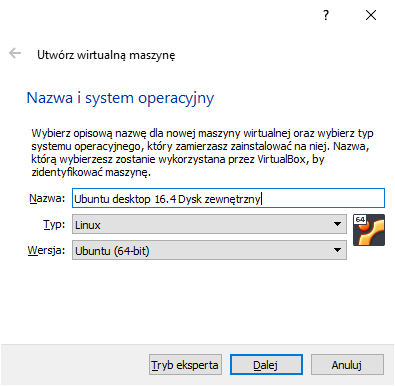 ?
Utwórz wirtualną maszynę
Nazwa i system operacyjny
Wybierz opisową nazwę dla nowej maszyny wirtualnej oraz wybierz typ
systemu operacyjnego, który zamierzasz zainstalować na niej. Nazwa,
którą wybierzesz zostanie wykorzystana przez VirtualBox, by
zidentyfikować maszynę.
Nazwa: Ubuntu desktop 16.4 Dysk zewnętrzny
Typ: Linux
64
Wersja: Ubuntu (64-bit)
Tryb eksperta Dalej Anuluj